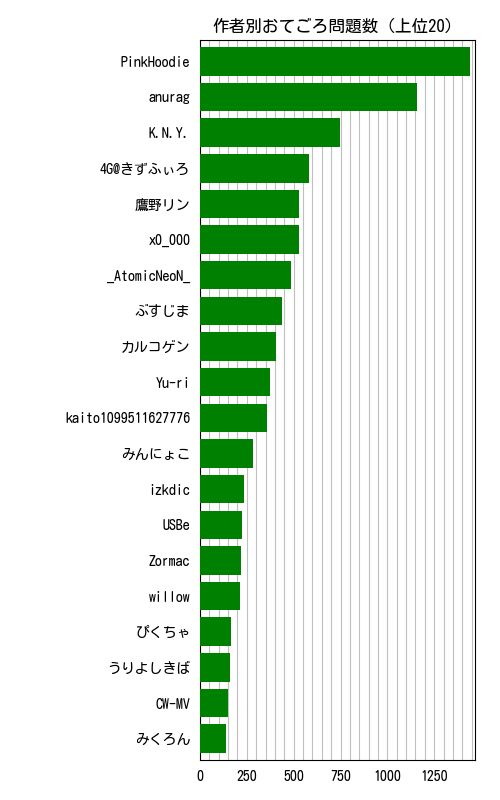 作者別おてごろ問題数 (上位20)
PinkHoodie
anurag
K.N.Y.
4G@きずふぃろ
鷹野リン
x0_000
_AtomicNeoN_
ぶすじま
カルコゲン
Yu-ri
kaito1099511627776
みんにょこ
izkdic
USBe
Zormac
willow
ぴくちゃ
うりよしきば
CW-MV
みくろん
0 250 500 750 1000 1250